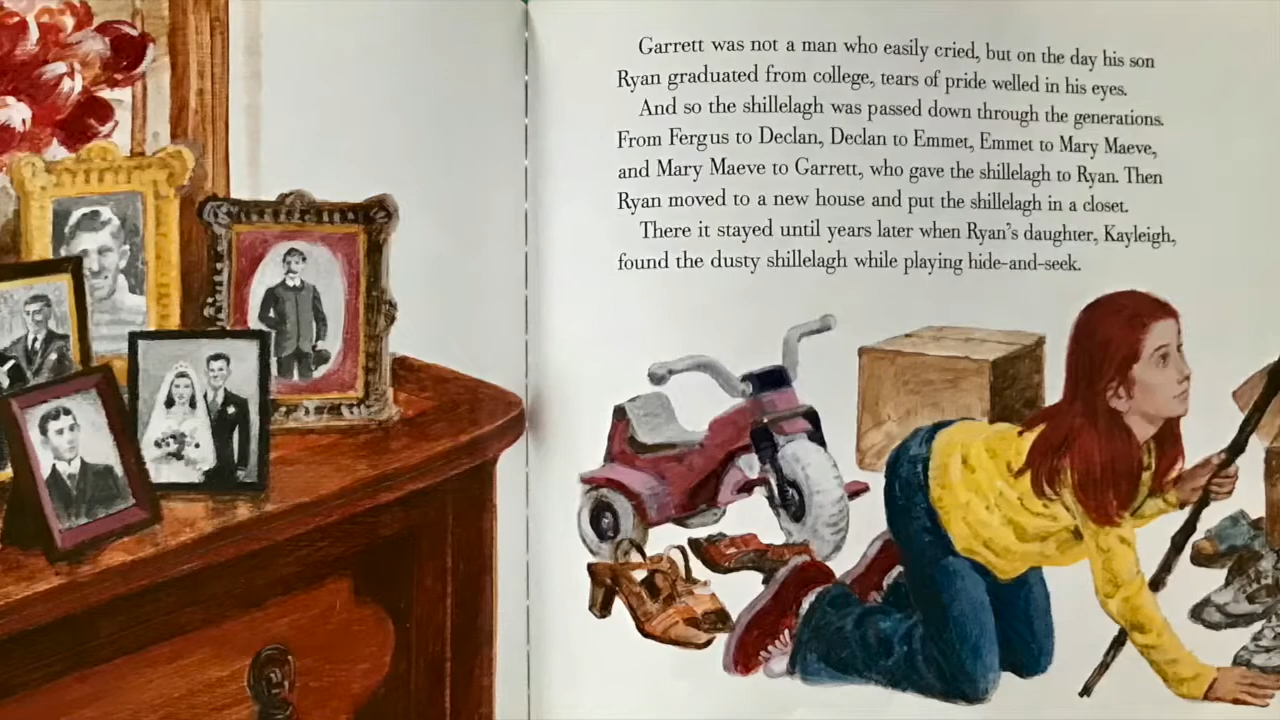 Garrett was not a man who easily cried, but on the day his son
Ryan graduated from college, tears of pride welled in his eyes.
And so the shillelagh was passed down through the generations.
From Fergus to Declan, Declan to Emmet, Emmet to Mary Maeve,
and Mary Maeve to Garrett, who gave the shillelagh to Ryan. Then
Ryan moved to a new house and put the shillelagh in a closet.
There it stayed until years later when Ryan's daughter, Kayleigh,
found the dusty shillelagh while playing hide-and-seek.